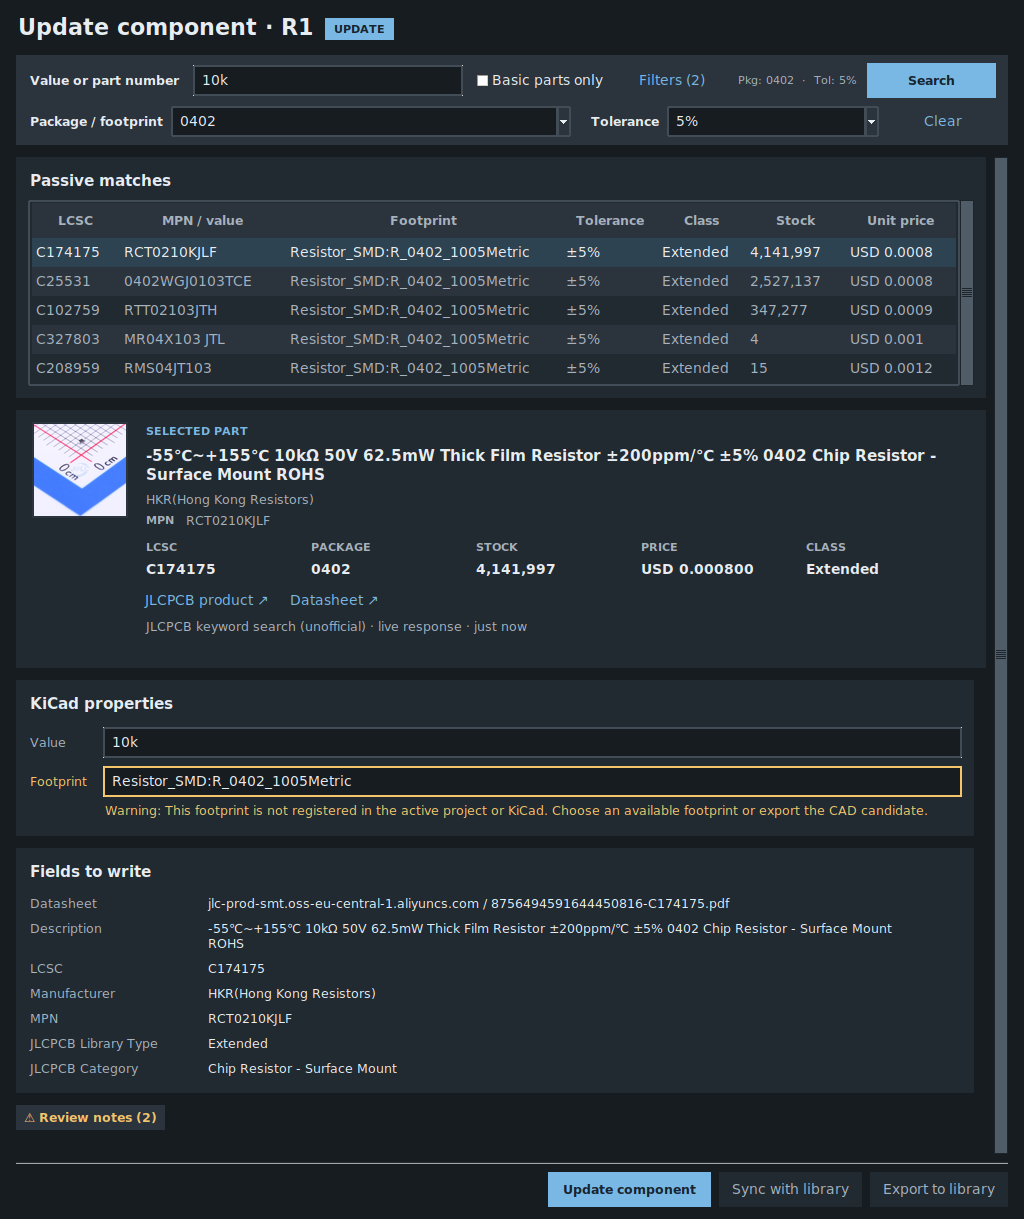 Update component · R1 UPDATE
Value or part number 10k Basic parts only Filters (2) Pkg: 0402 · Tol: 5% Search
Package / footprint 0402 Tolerance 5% Clear
Passive matches
LCSC MPN / value Footprint Tolerance Class Stock Unit price
C174175 RCT0210KJLF Resistor_SMD:R_0402_1005Metric ±5% Extended 4,141,997 USD 0.0008
C25531 0402WGJ0103TCE Resistor_SMD:R_0402_1005Metric ±5% Extended 2,527,137 USD 0.0008
C102759 RTT02103JTH Resistor_SMD:R_0402_1005Metric ±5% Extended 347,277 USD 0.0009
C327803 MR04X103 JTL Resistor_SMD:R_0402_1005Metric ±5% Extended 4 USD 0.001
C208959 RMS04JT103 Resistor_SMD:R_0402_1005Metric ±5% Extended 15 USD 0.0012
0cm 0cm
SELECTED PART
-55℃~+155℃ 10kΩ 50V 62.5mW Thick Film Resistor ±200ppm/℃ ±5% 0402 Chip Resistor -
Surface Mount ROHS
HKR(Hong Kong Resistors)
MPN RCT0210KJLF
LCSC PACKAGE STOCK PRICE CLASS
C174175 0402 4,141,997 USD 0.000800 Extended
JLCPCB product ↗ Datasheet ↗
JLCPCB keyword search (unofficial) · live response · just now
KiCad properties
Value 10k
Footprint Resistor_SMD:R_0402_1005Metric
Warning: This footprint is not registered in the active project or KiCad. Choose an available footprint or export the CAD candidate.
Fields to write
Datasheet jlc-prod-smt.oss-eu-central-1.aliyuncs.com / 8756494591644450816-C174175.pdf
Description -55℃~+155℃ 10kΩ 50V 62.5mW Thick Film Resistor ±200ppm/℃ ±5% 0402 Chip Resistor - Surface Mount
ROHS
LCSC C174175
Manufacturer HKR(Hong Kong Resistors)
MPN RCT0210KJLF
JLCPCB Library Type Extended
JLCPCB Category Chip Resistor - Surface Mount
⚠ Review notes (2)
Update component Sync with library Export to library